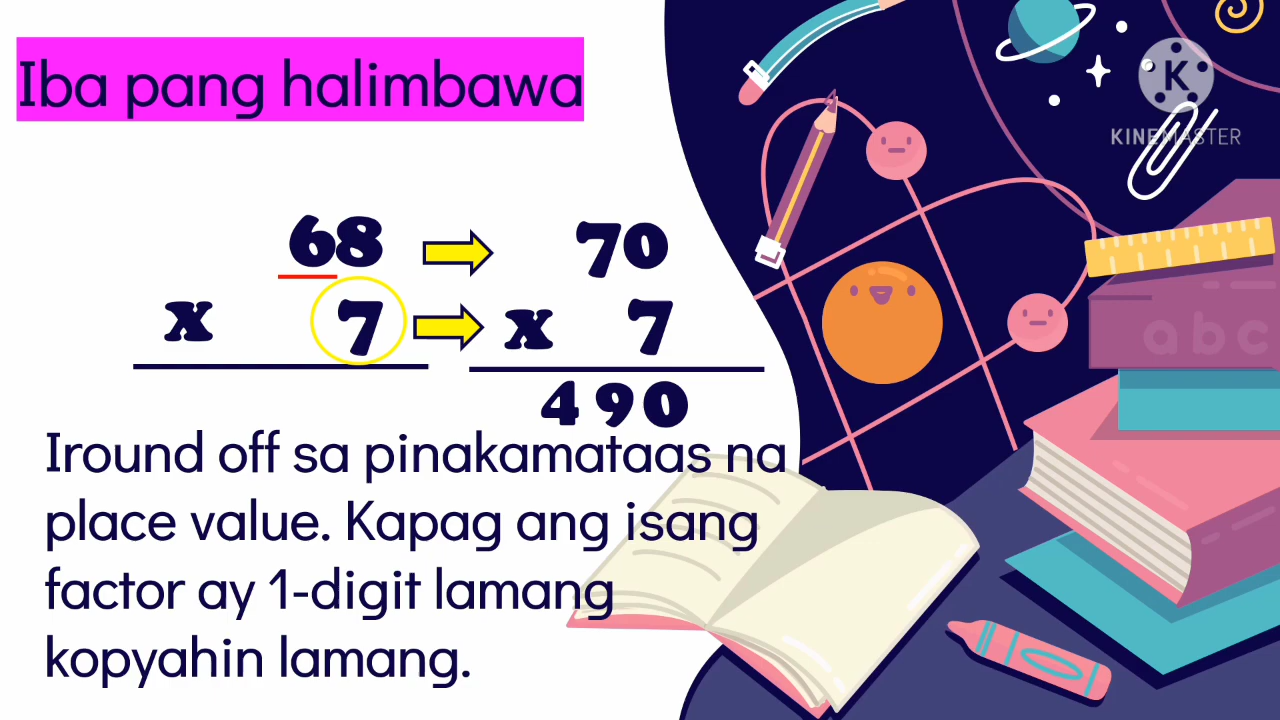 Iba pang halimbawa
68 70
x 7 x 7
490
Iround off sa pinakamataas na
place value. Kapag ang isang
factor ay 1-digit lamang
kopyahin lamang.
K
KINEMASTER
abc